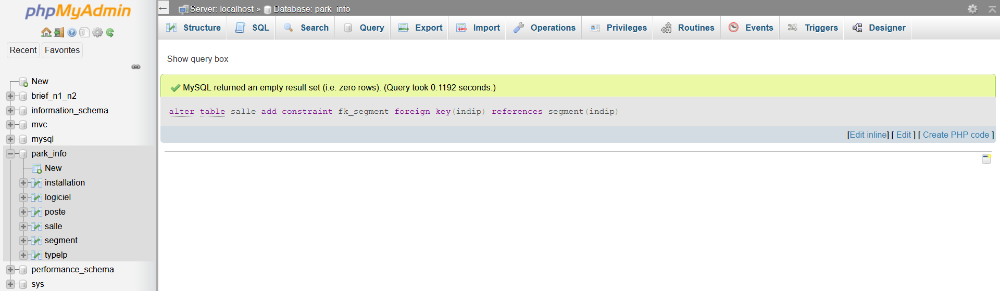 phpMyAdmin
Recent Favorites
New
brief_n1_n2
information_schema
mvc
mysql
park_info
New
installation
logiciel
poste
salle
segment
typelp
performance_schema
sys
Server: localhost » Database: park_info
Structure SQL Search Query Export Import Operations Privileges Routines Events Triggers Designer
Show query box
MySQL returned an empty result set (i.e. zero rows). (Query took 0.1192 seconds.)
alter table salle add constraint fk_segment foreign key(indip) references segment(indip)
[Edit inline] [ Edit ] [ Create PHP code ]